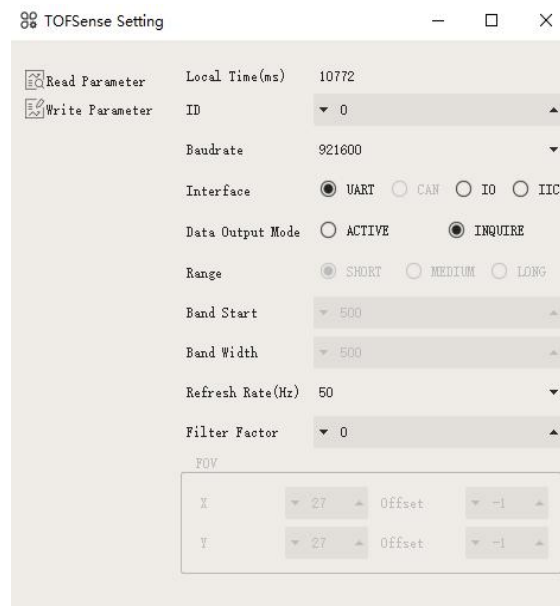 TOFSense Setting
Read Parameter
Write Parameter
Local Time(ms) 10772
ID 0
Baudrate 921600
Interface UART CAN IO IIC
Data Output Mode ACTIVE INQUIRE
Range SHORT MEDIUM LONG
Band Start 500
Band Width 500
Refresh Rate(Hz) 50
Filter Factor 0
FOV
X 27 Offset -1
Y 27 Offset -1